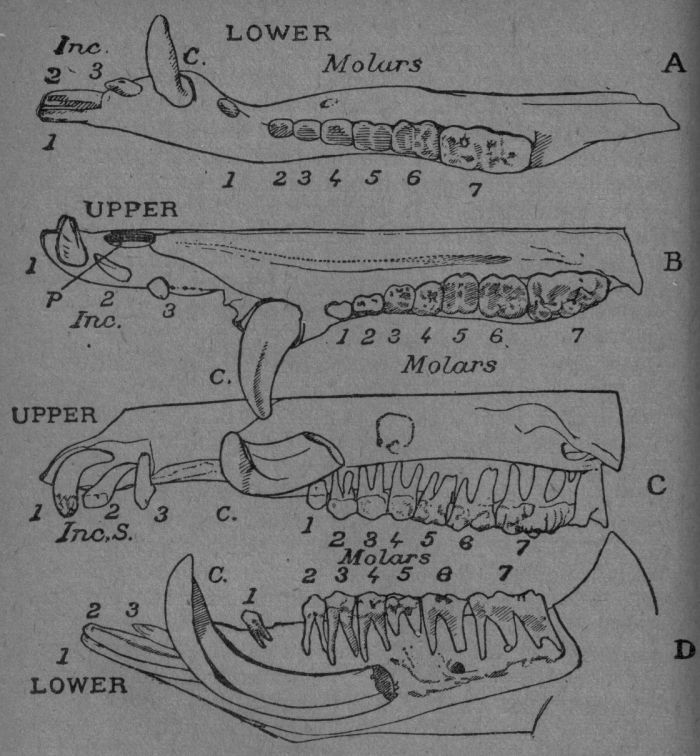 LOWER
Inc.
C.
Molars
A
2 3
1
1 2 3 4 5 6 7
UPPER
B
1
P 2 3
Inc.
1 2 3 4 5 6 7
C.
Molars
UPPER
C
1 2 3 C. 1
Inc,S.
2 3 4 5 6 7
Molars
C.
1
2 3 4 5 6 7
2 3
1
D
LOWER